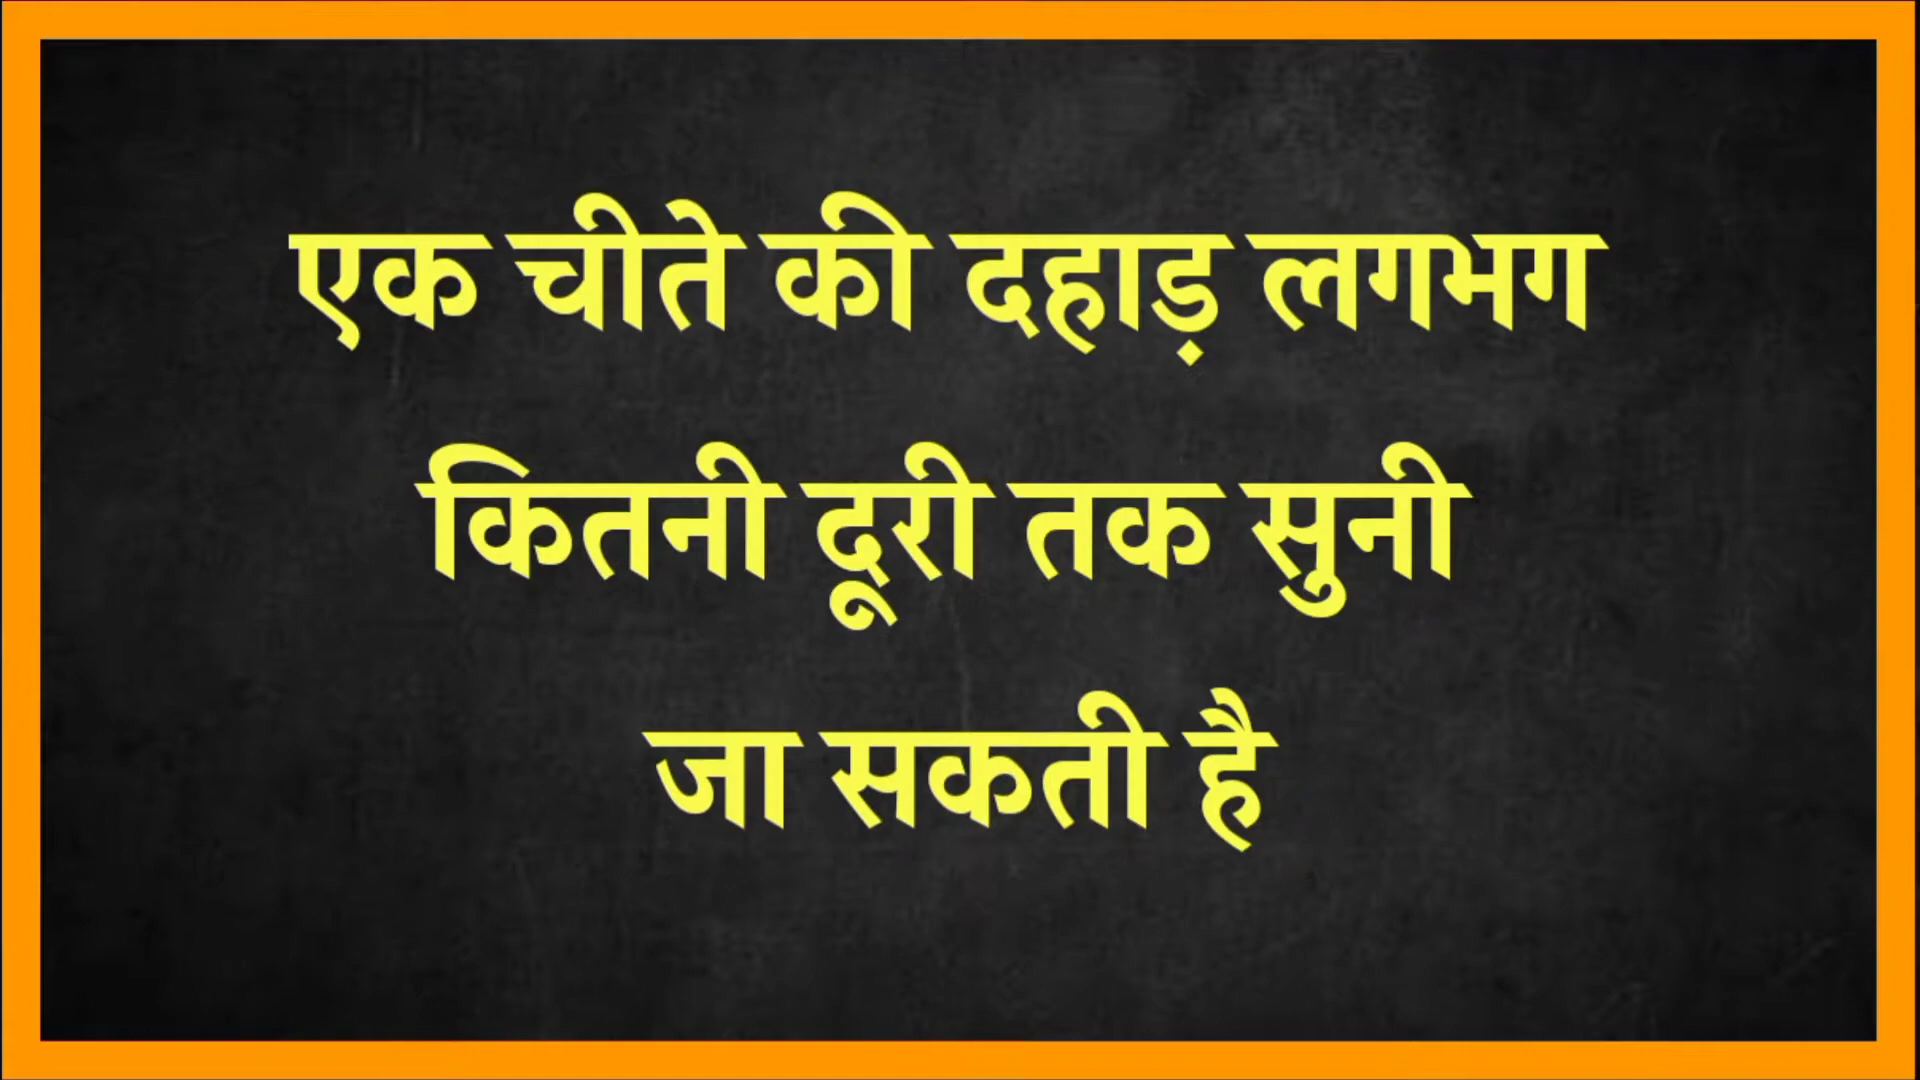 एक चीते की दहाड़ लगभग
कितनी दूरी तक सुनी
जा सकती है